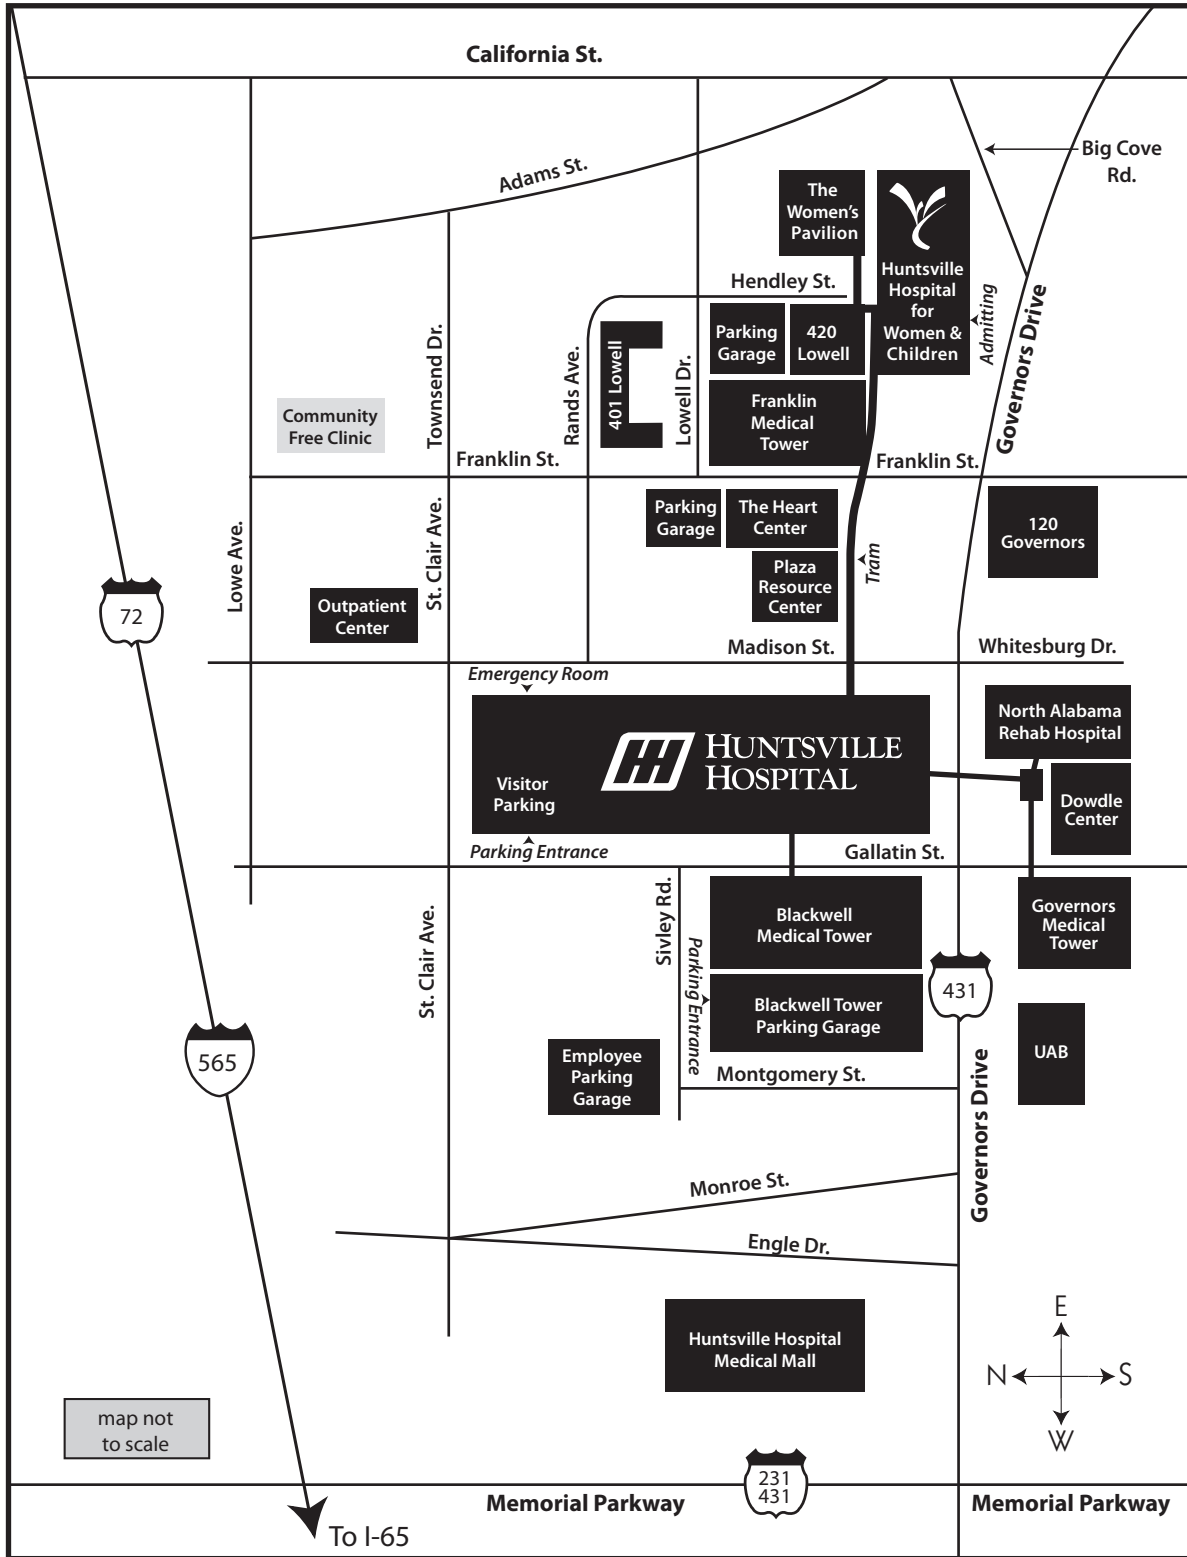 California St.
Big Cove
Rd.
Adams St.
The
Women's
Pavilion
Huntsville
Hospital
for
Women &
Children
Admitting
Hendley St.
Governors Drive
Parking
Garage
420
Lowell
Townsend Dr.
Rands Ave.
401 Lowell
Lowell Dr.
Franklin
Medical
Tower
Community
Free Clinic
Franklin St.
Franklin St.
Parking
Garage
The Heart
Center
120
Governors
Lowe Ave.
St. Clair Ave.
Plaza
Resource
Center
Tram
72
Outpatient
Center
Madison St.
Whitesburg Dr.
Emergency Room
North Alabama
Rehab Hospital
HUNTSVILLE
HOSPITAL
Visitor
Parking
Dowdle
Center
Parking Entrance
Gallatin St.
St. Clair Ave.
Sivley Rd.
Blackwell
Medical Tower
Governors
Medical
Tower
Parking Entrance
431
Blackwell Tower
Parking Garage
565
Employee
Parking
Garage
UAB
Montgomery St.
Governors Drive
Monroe St.
Engle Dr.
Huntsville Hospital
Medical Mall
E
N
S
W
map not
to scale
231
431
Memorial Parkway
Memorial Parkway
To I-65